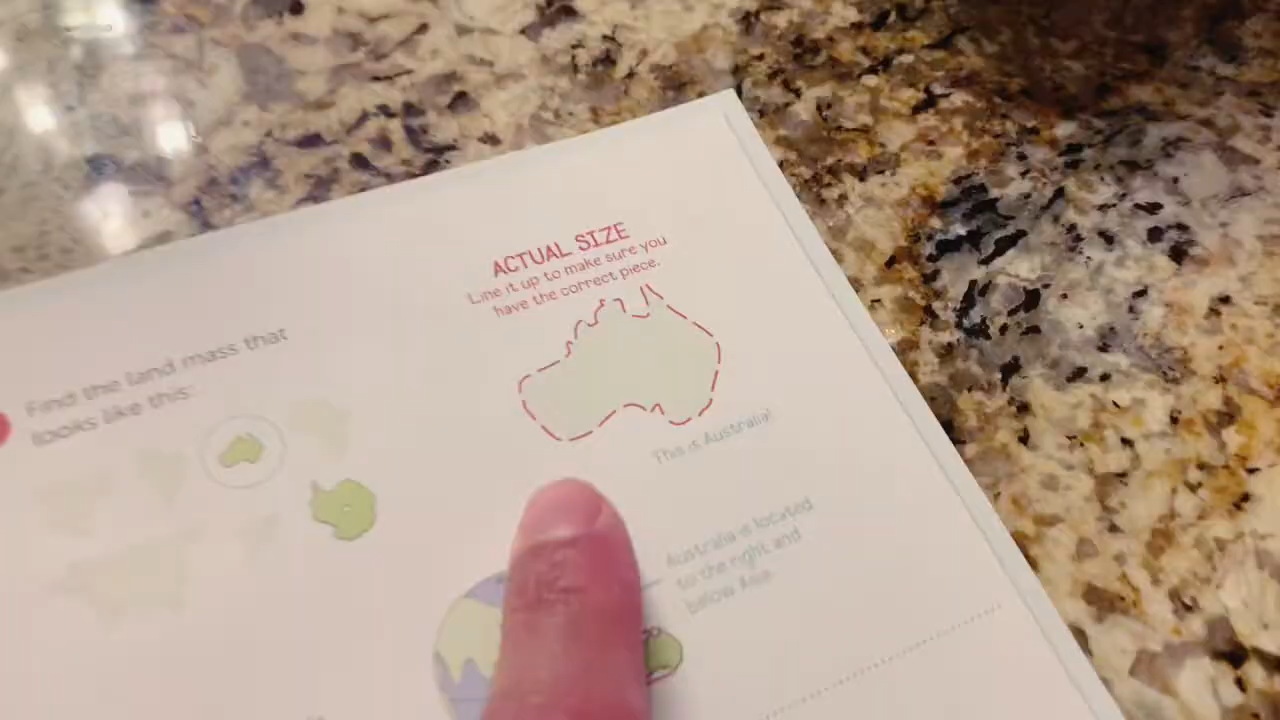 ACTUAL SIZE
Line it up to make sure you
have the correct piece.
Find the land mass that
looks like this:
This is Australia!
Australia is located
to the right and
below Asia.